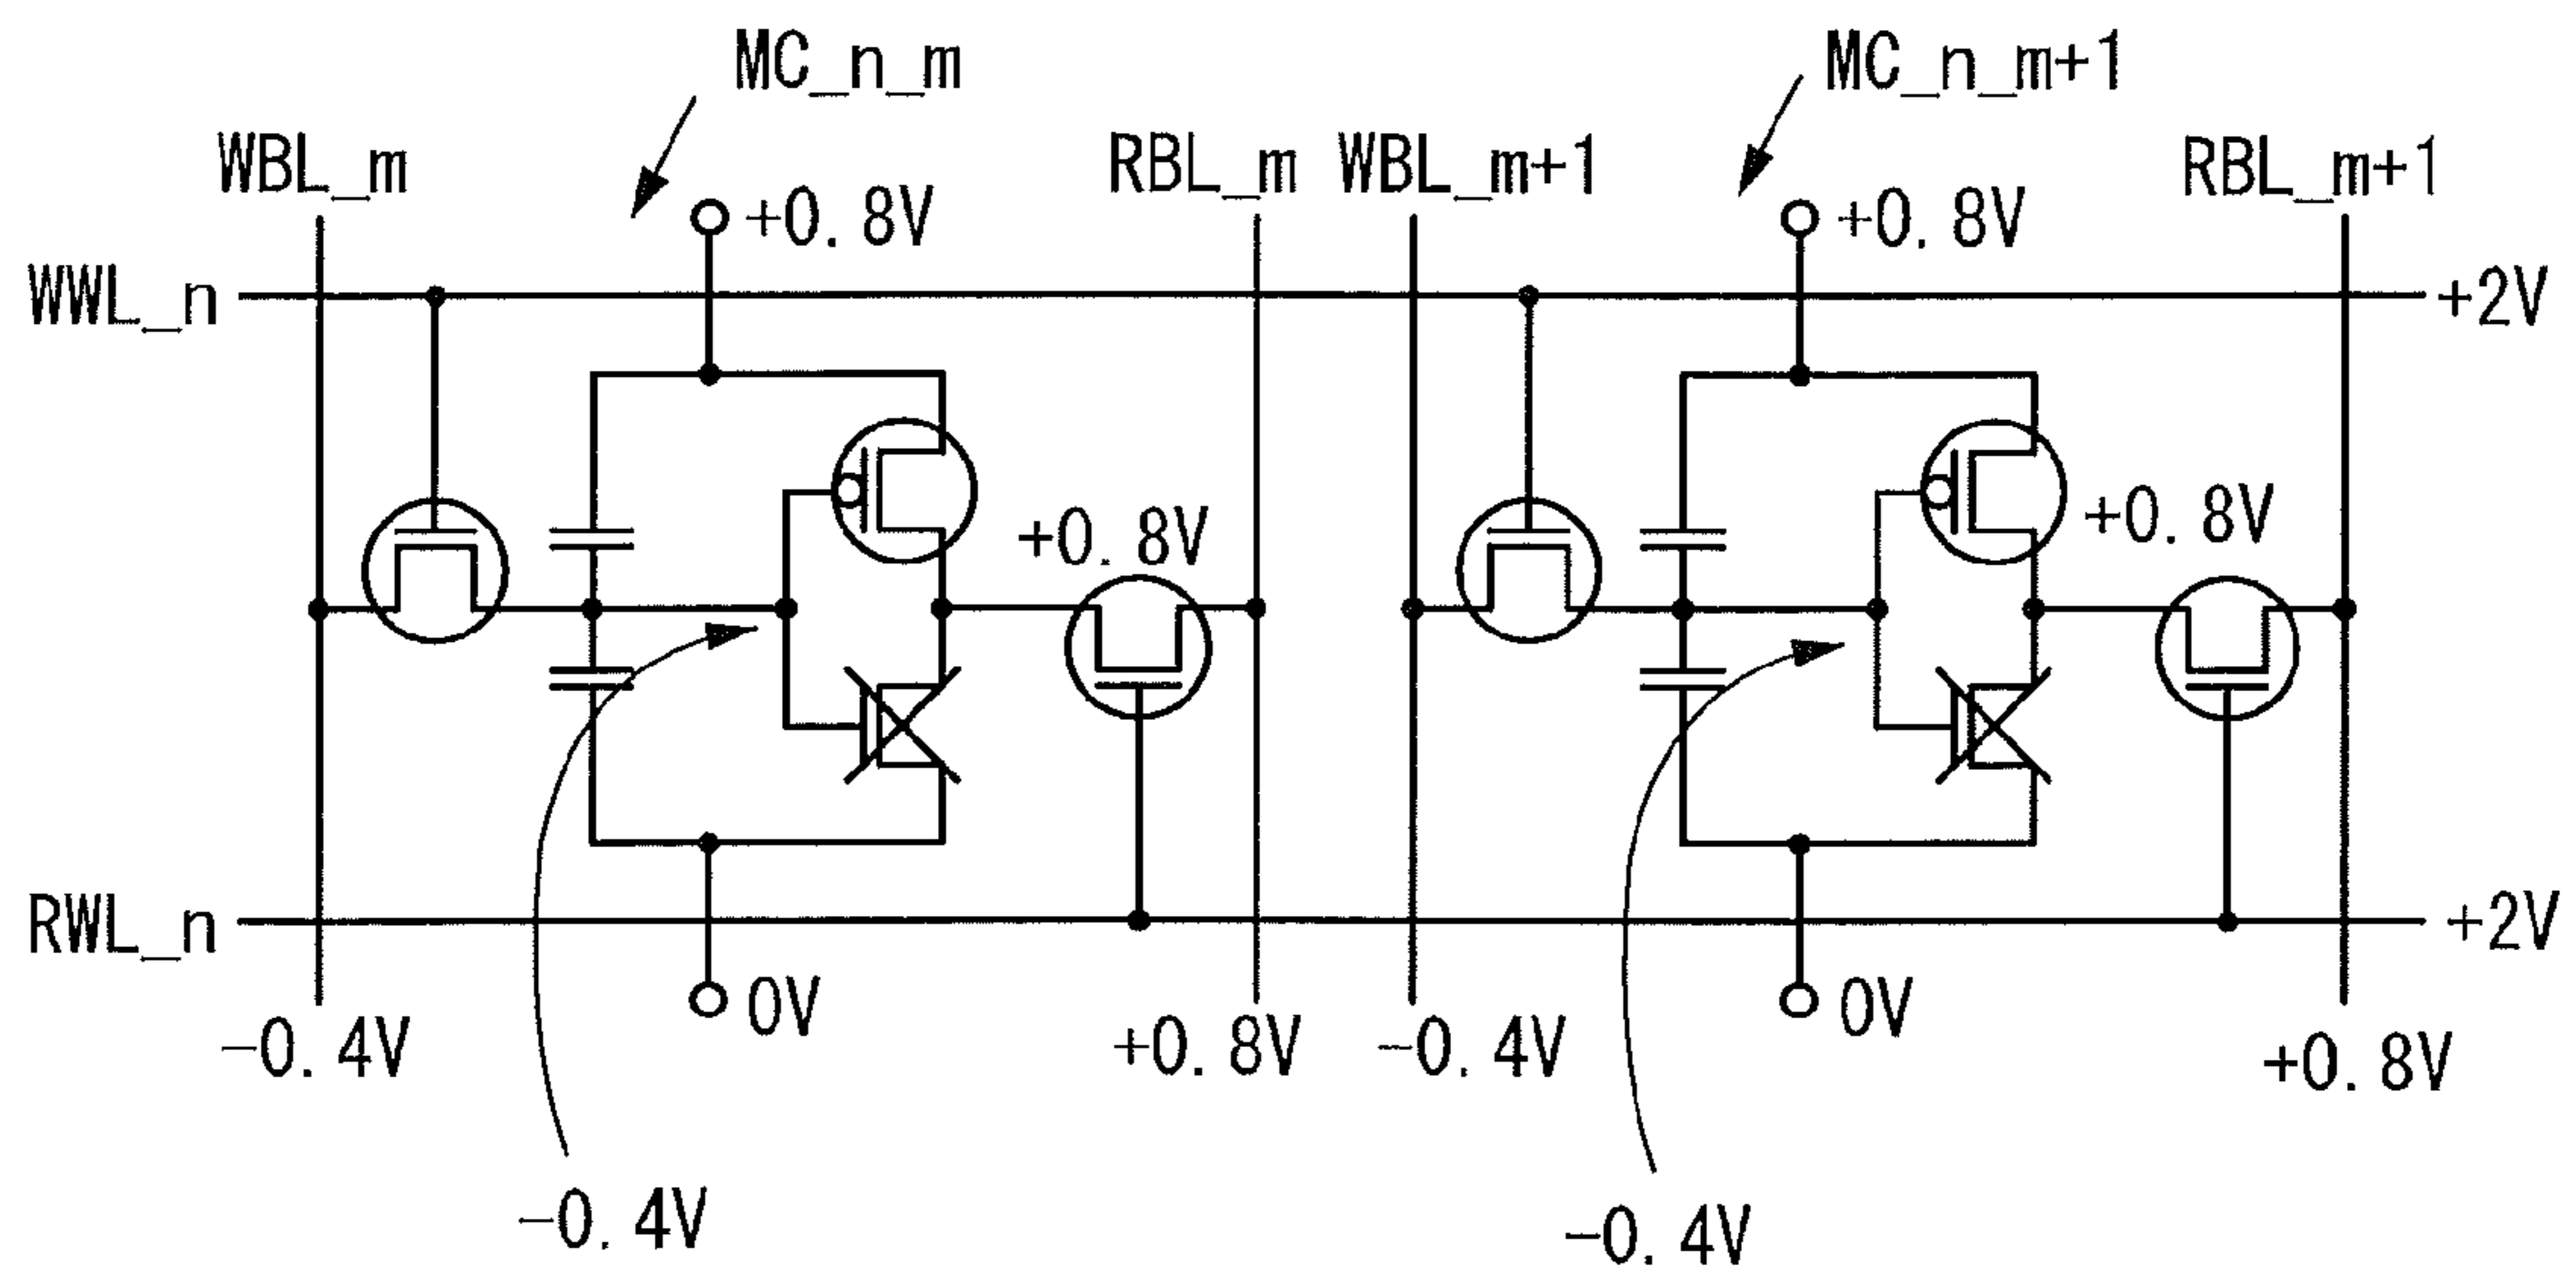 MC_n_m
MC_n_m+1
WBL_m
RBL_m
WBL_m+1
RBL_m+1
+0.8V
+0.8V
WWL_n
+2V
+0.8V
+0.8V
RWL_n
+2V
0V
0V
-0.4V
+0.8V
-0.4V
+0.8V
-0.4V
-0.4V